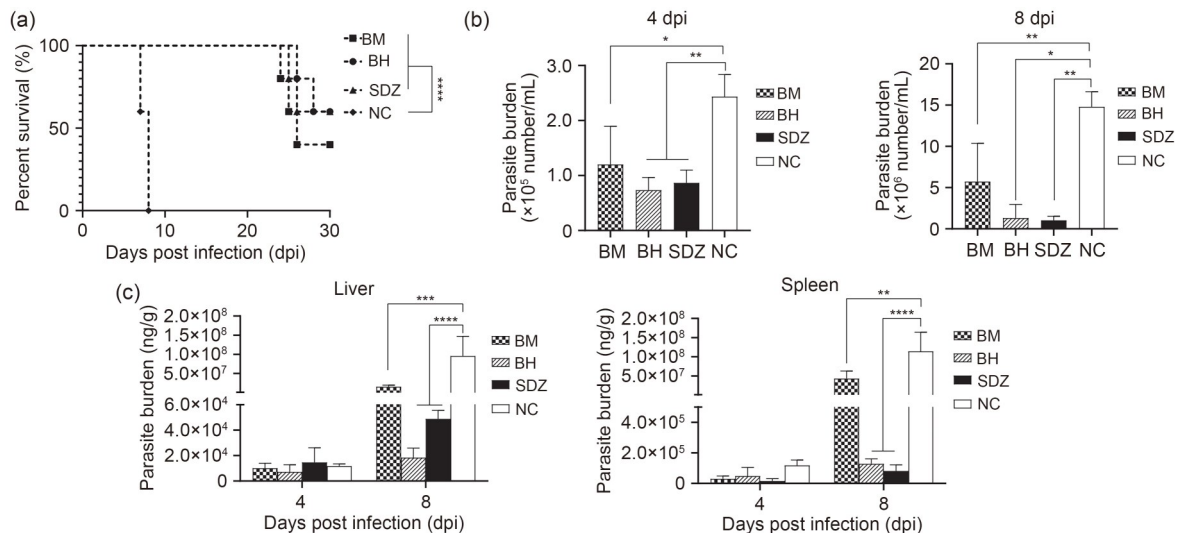 (a)
Percent survival (%)
100
50
0
0
10
20
30
Days post infection (dpi)
BM
BH
SDZ
NC
****
(b)
4 dpi
Parasite burden
(×10⁵ number/mL)
3.0
2.0
1.0
0
*
**
BM
BH
SDZ
NC
BM BH SDZ NC
8 dpi
Parasite burden
(×10⁶ number/mL)
20
15
10
5
0
**
*
**
BM
BH
SDZ
NC
BM BH SDZ NC
(c)
Liver
Parasite burden (ng/g)
2.0×10⁸
1.5×10⁸
1.0×10⁸
5.0×10⁷
6.0×10⁴
4.0×10⁴
2.0×10⁴
0
***
****
BM
BH
SDZ
NC
4
8
Days post infection (dpi)
Spleen
Parasite burden (ng/g)
2.0×10⁸
1.5×10⁸
1.0×10⁸
5.0×10⁷
4.0×10⁵
2.0×10⁵
0
**
****
BM
BH
SDZ
NC
4
8
Days post infection (dpi)